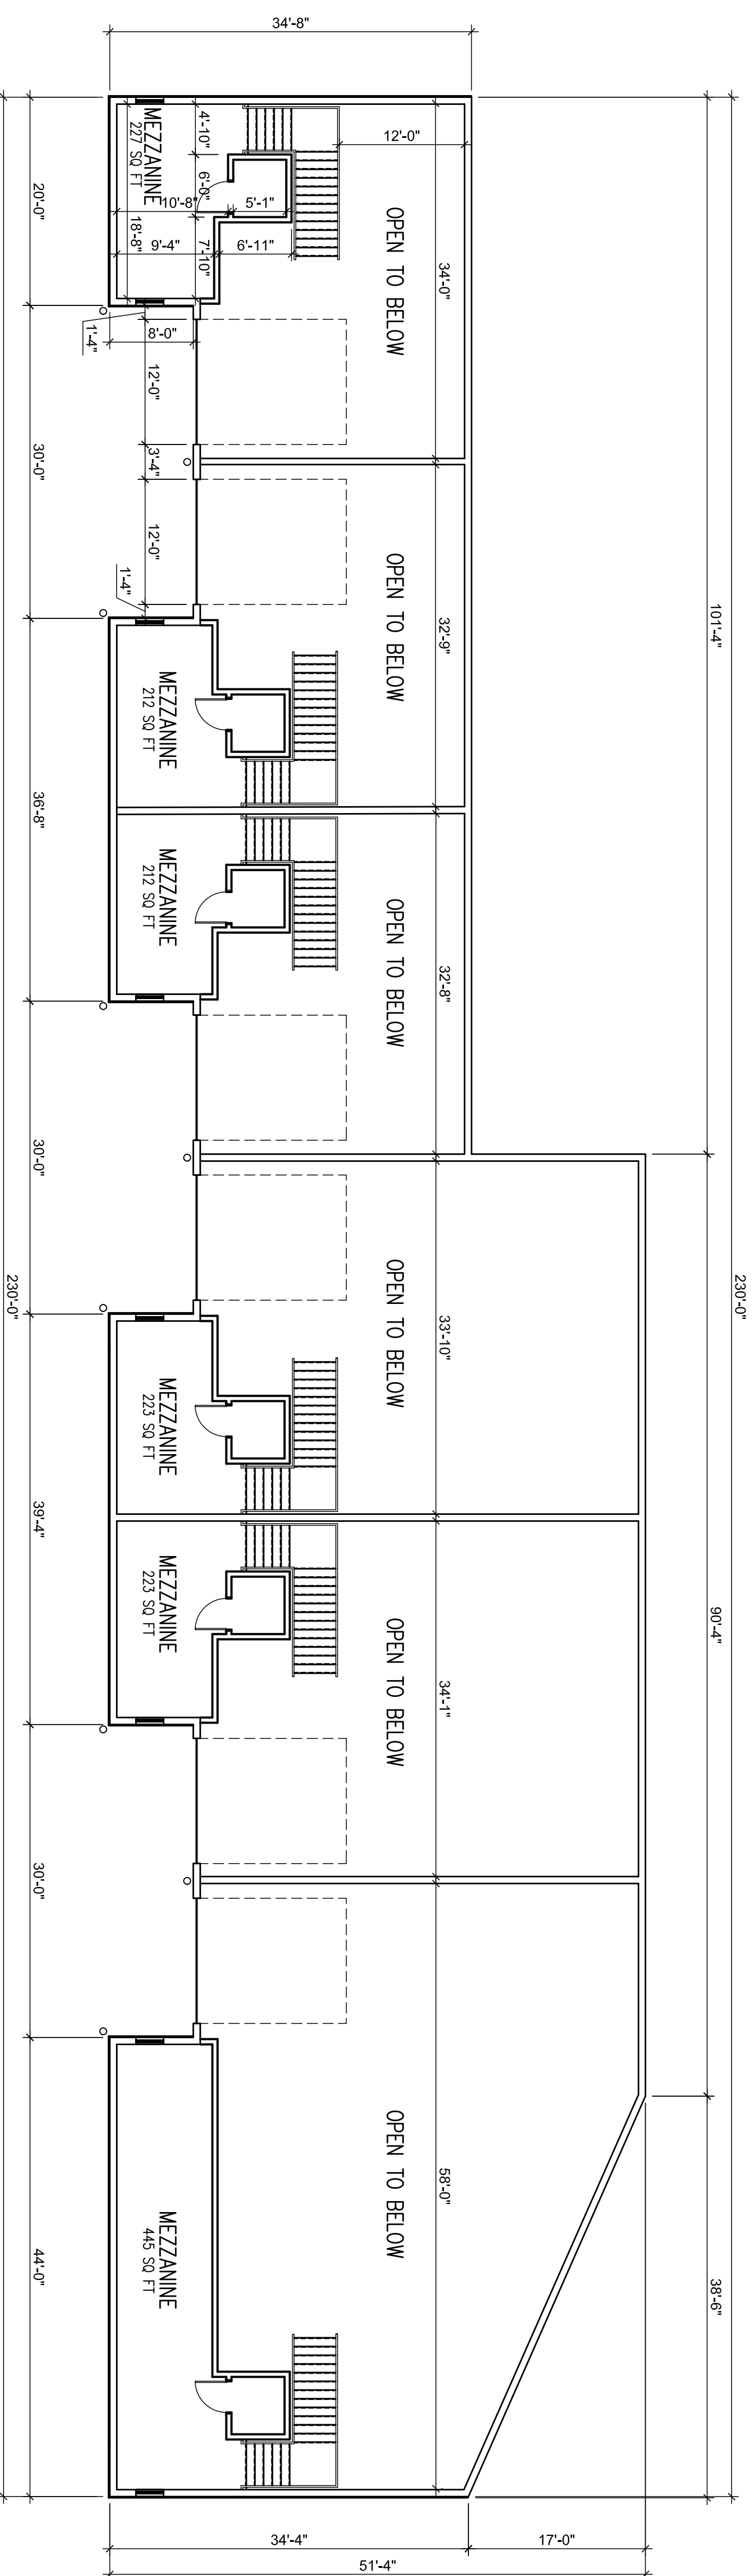 34'-8"
20'-0"
30'-0"
36'-8"
30'-0"
39'-4"
30'-0"
44'-0"
230'-0"
230'-0"
101'-4"
90'-4"
38'-6"
MEZZANINE
227 SQ FT
4'-10"
6'-0"
7'-10"
18'-8"
10'-8"
5'-1"
9'-4"
6'-11"
12'-0"
OPEN TO BELOW
34'-0"
1'-4"
8'-0"
12'-0"
3'-4"
12'-0"
1'-4"
OPEN TO BELOW
32'-9"
MEZZANINE
212 SQ FT
MEZZANINE
212 SQ FT
OPEN TO BELOW
32'-8"
OPEN TO BELOW
33'-10"
MEZZANINE
223 SQ FT
MEZZANINE
223 SQ FT
OPEN TO BELOW
34'-1"
OPEN TO BELOW
58'-0"
MEZZANINE
445 SQ FT
34'-4"
17'-0"
51'-4"